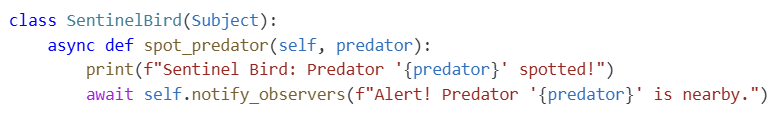 class SentinelBird(Subject):
    async def spot_predator(self, predator):
        print(f"Sentinel Bird: Predator '{predator}' spotted!")
        await self.notify_observers(f"Alert! Predator '{predator}' is nearby.")